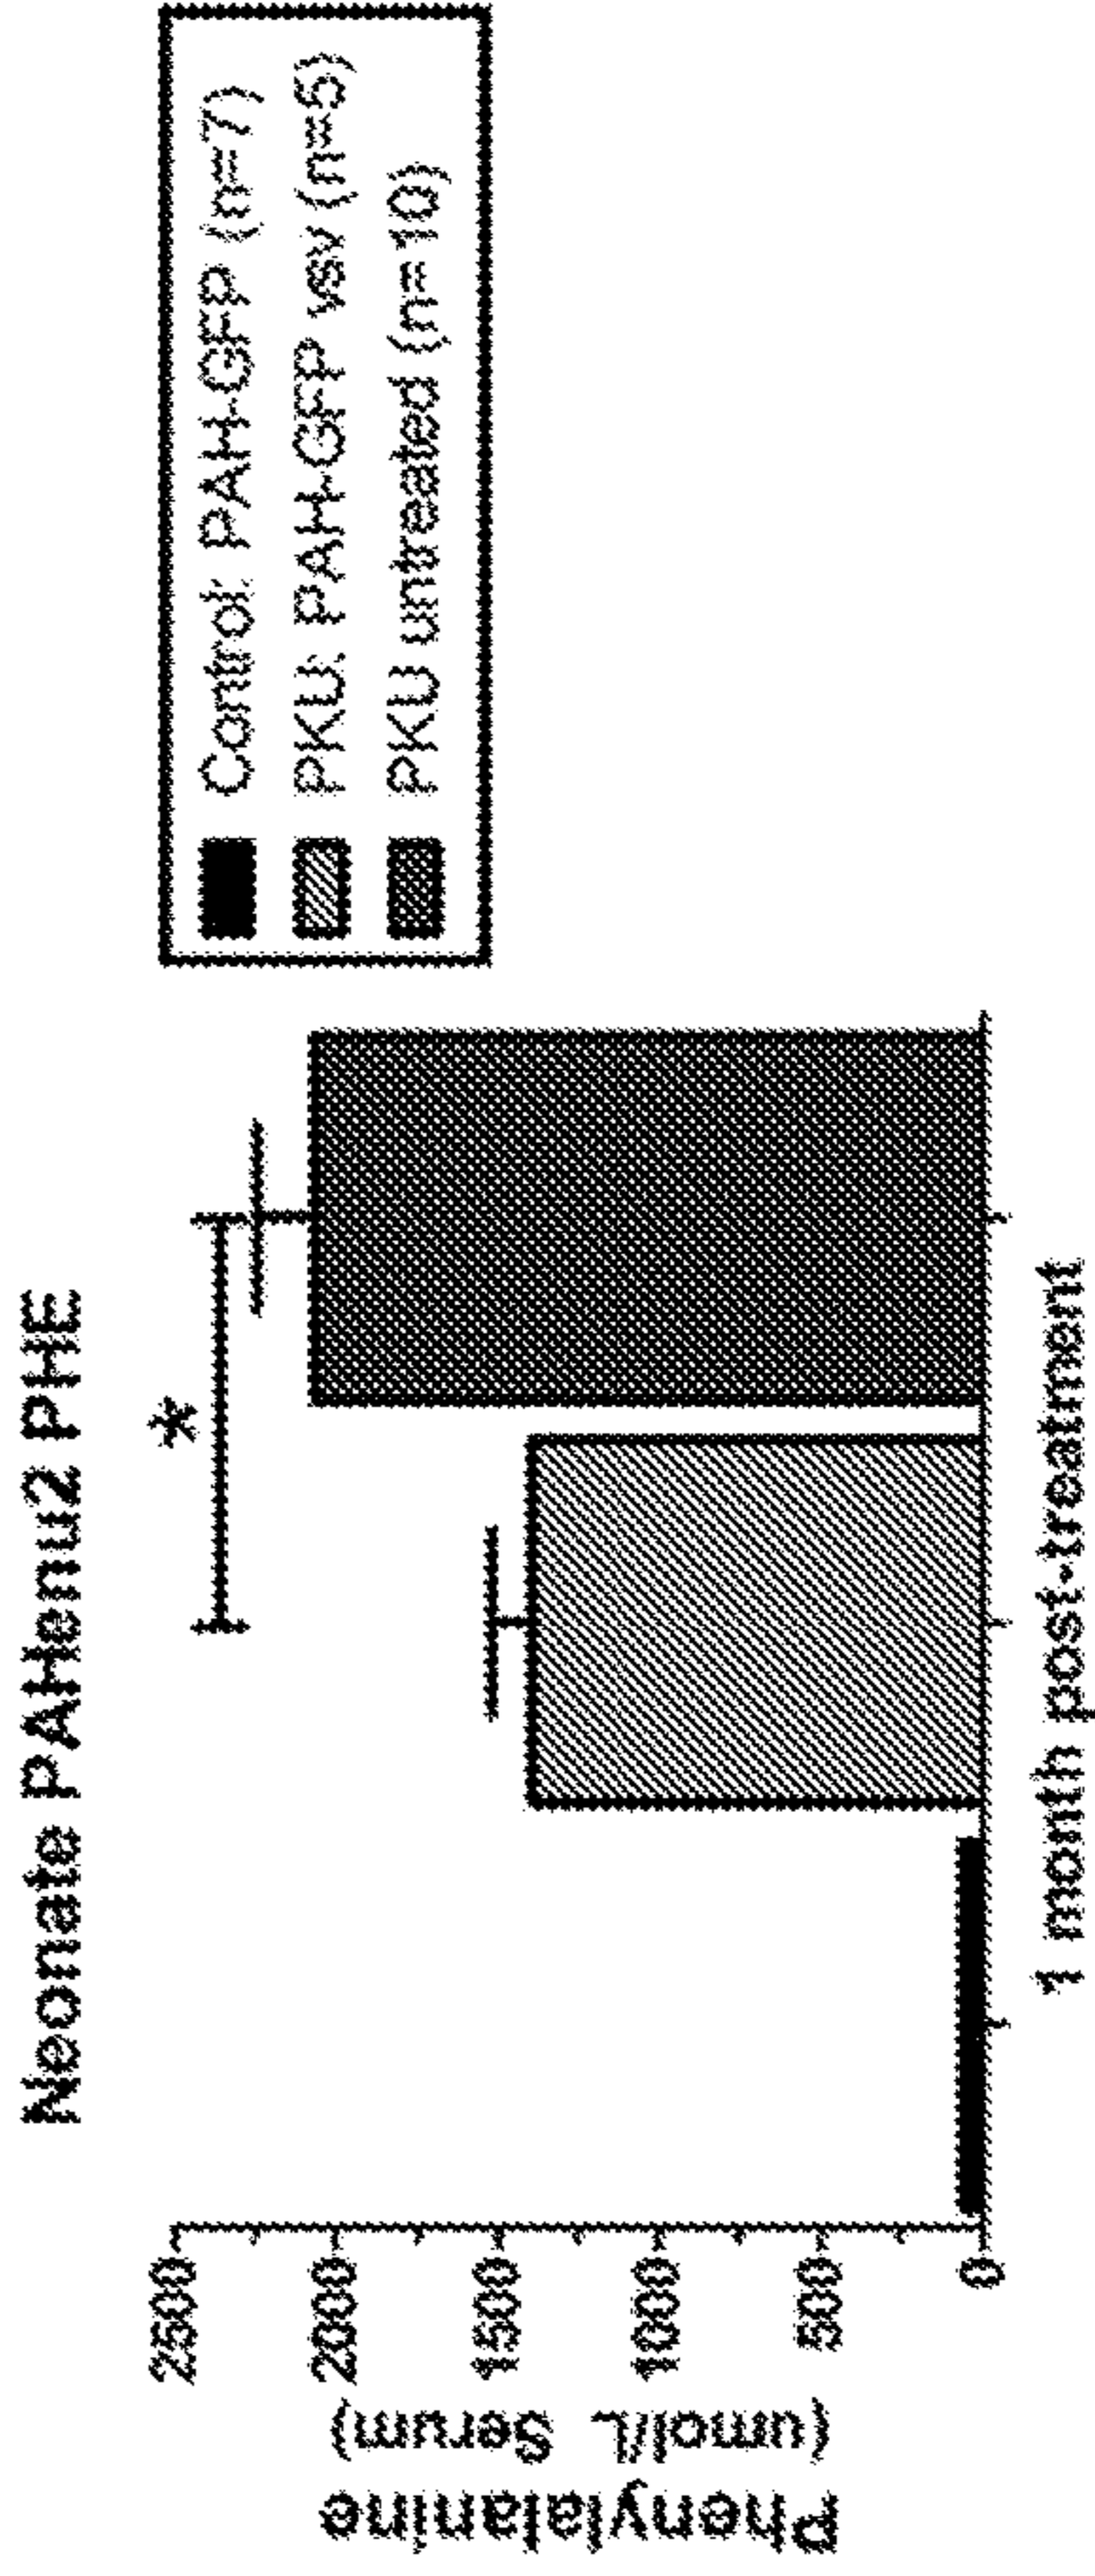 Neonate PAHenu2 PHE
*
Phenylalanine
(umol/L Serum)
2500
2000
1500
1000
500
0
1 month post-treatment
Control: PAH-GFP (n=7)
PKU: PAH-GFP vsv (n=5)
PKU untreated (n=10)